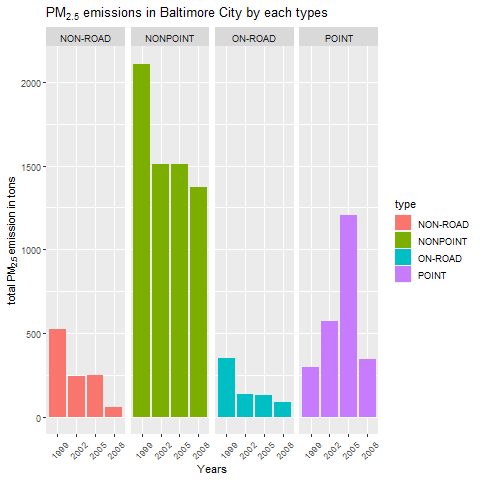 PM2.5 emissions in Baltimore City by each types
NON-ROAD NONPOINT ON-ROAD POINT
2000
1500
1000
500
0
total PM2.5 emission in tons
1999 2002 2005 2008 1999 2002 2005 2008 1999 2002 2005 2008 1999 2002 2005 2008
Years
type
NON-ROAD
NONPOINT
ON-ROAD
POINT